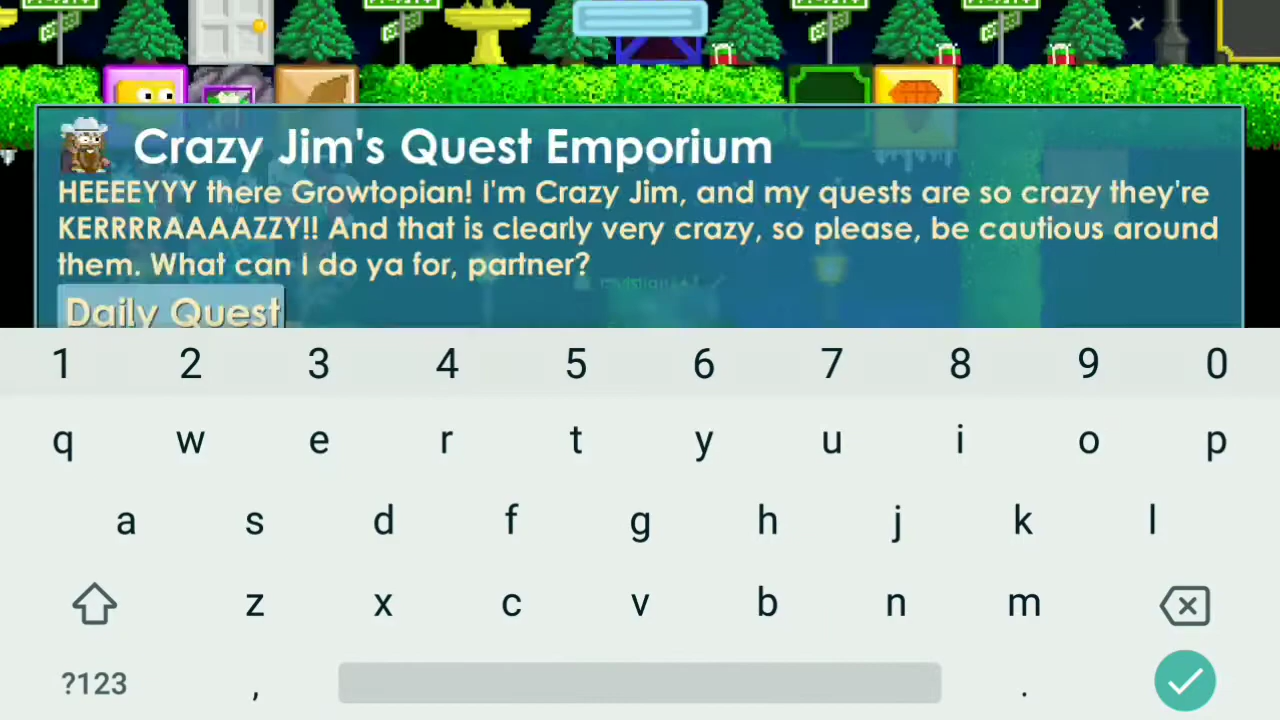 Crazy Jim's Quest Emporium
HEEEEYYY there Growtopian! I'm Crazy Jim, and my quests are so crazy they're
KERRRRAAAAZZY!! And that is clearly very crazy, so please, be cautious around
them. What can I do ya for, partner?
Daily Quest
1 2 3 4 5 6 7 8 9 0
q w e r t y u i o p
a s d f g h j k l
z x c v b n m
?123 , .